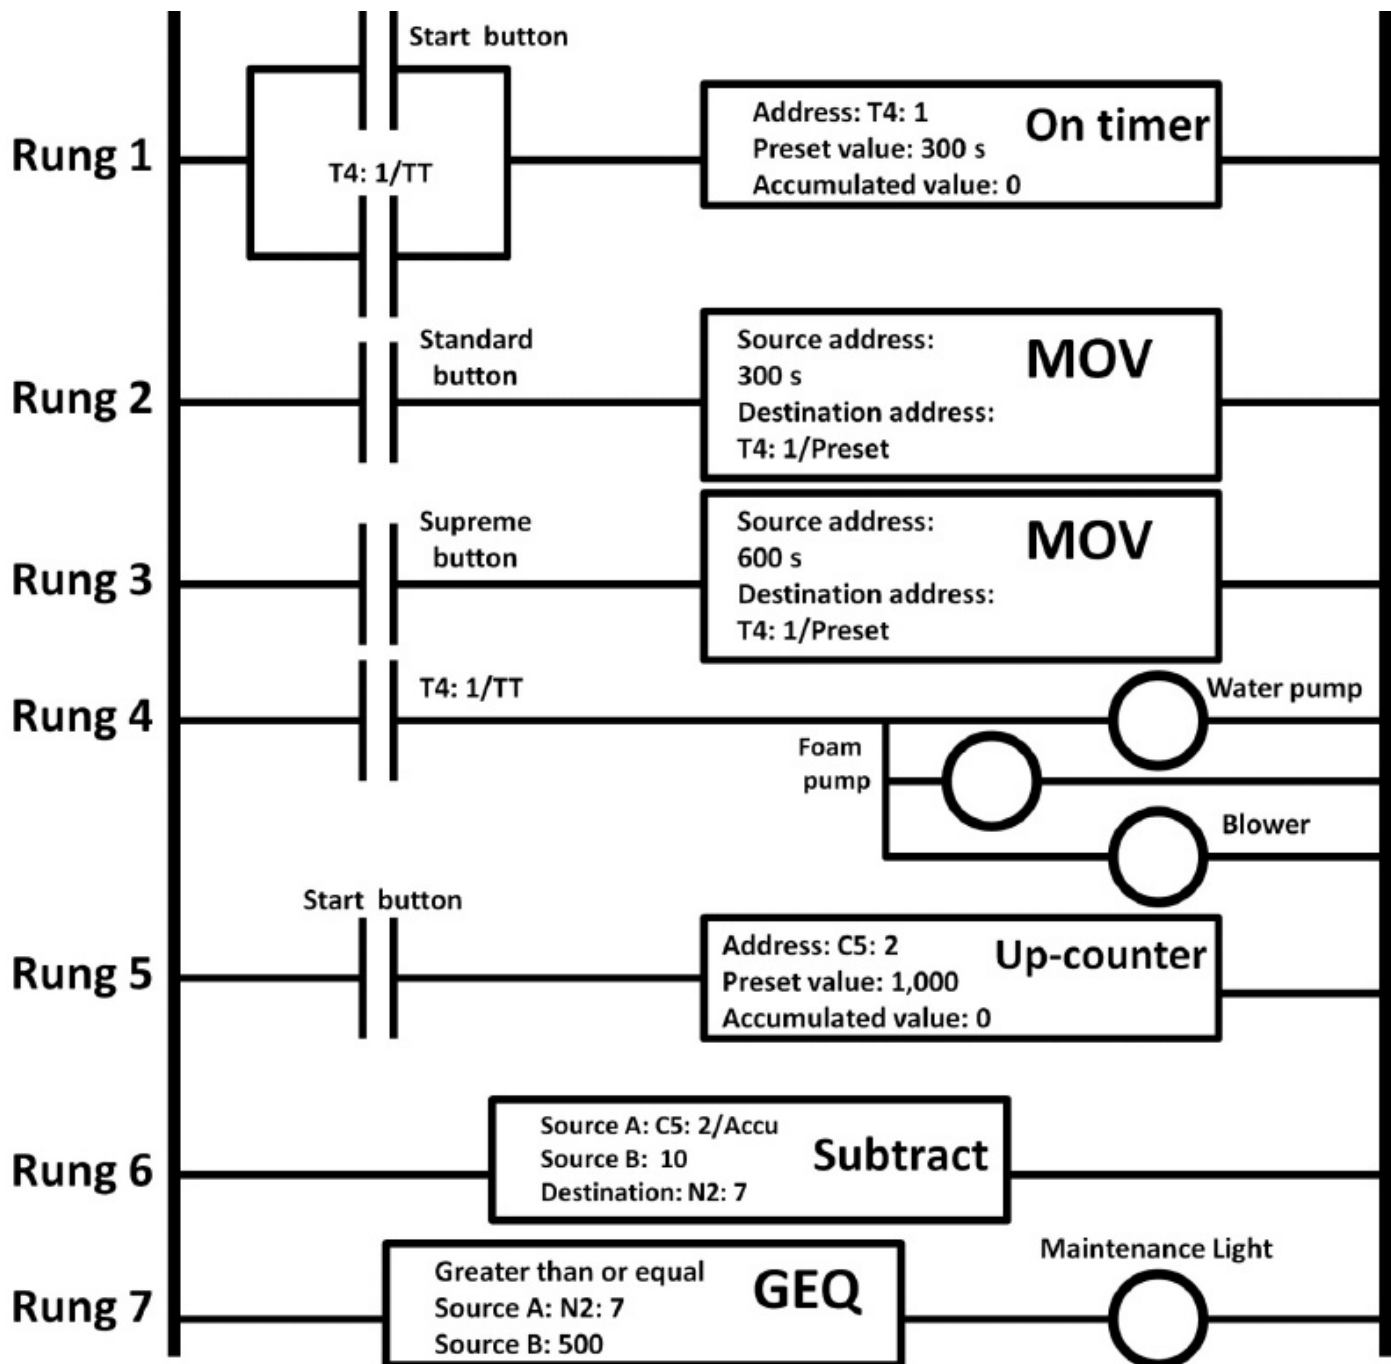 Start button
Rung 1
T4: 1/TT
Address: T4: 1
On timer
Preset value: 300 s
Accumulated value: 0
Rung 2
Standard
button
Source address:
MOV
300 s
Destination address:
T4: 1/Preset
Rung 3
Supreme
button
Source address:
MOV
600 s
Destination address:
T4: 1/Preset
Rung 4
T4: 1/TT
Water pump
Foam
pump
Blower
Start button
Rung 5
Address: C5: 2
Up-counter
Preset value: 1,000
Accumulated value: 0
Rung 6
Source A: C5: 2/Accu
Subtract
Source B: 10
Destination: N2: 7
Rung 7
Greater than or equal
GEQ
Source A: N2: 7
Source B: 500
Maintenance Light